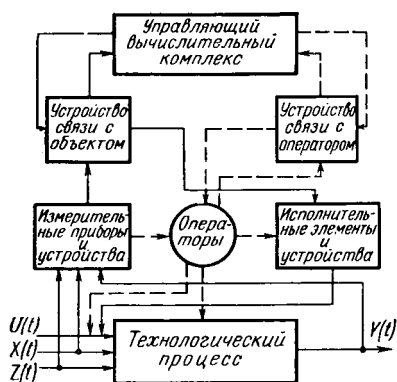 Управляющий
вычислительный
комплекс
Устройство
связи с
объектом
Устройство
связи с
оператором
Измеритель-
ные приборы
и
устройства
Опера-
торы
Исполнитель-
ные элементы
и
устройства
U(t)
X(t)
Z(t)
Технологический
процесс
Y(t)